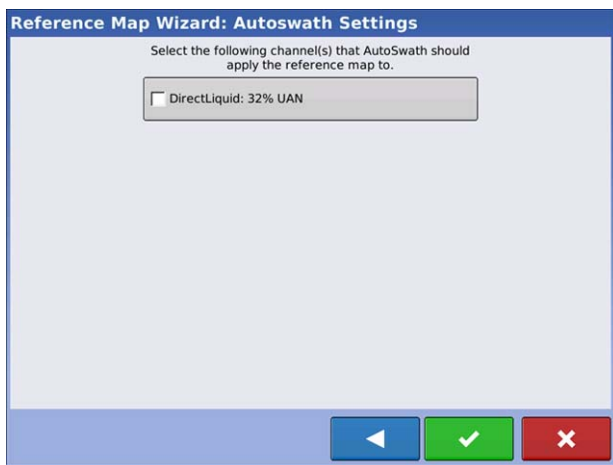 Reference Map Wizard: Autoswath Settings
Select the following channel(s) that AutoSwath should
apply the reference map to.
DirectLiquid: 32% UAN